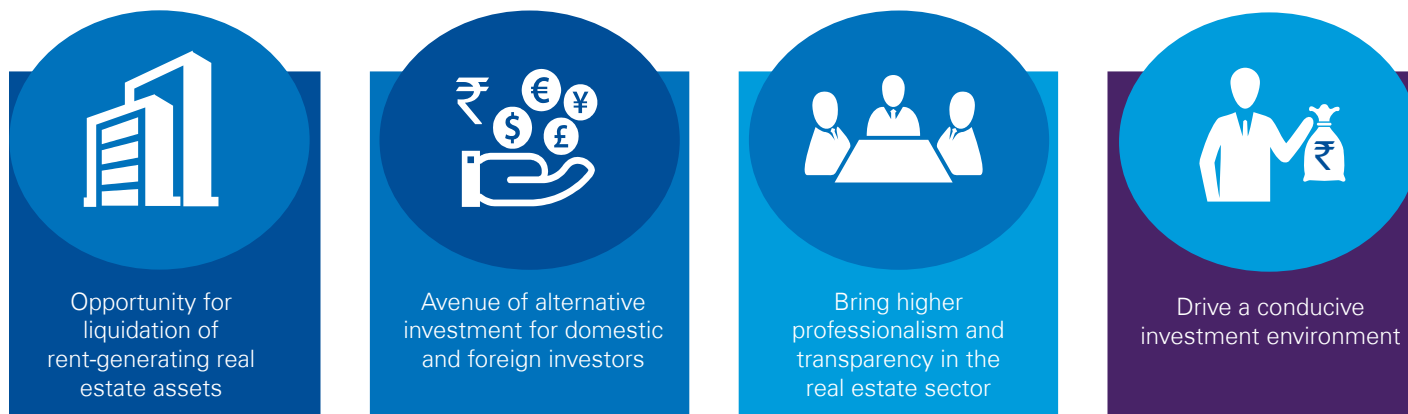 ₹
€
¥
$
£
₹
Opportunity for
liquidation of
rent-generating real
estate assets
Avenue of alternative
investment for domestic
and foreign investors
Bring higher
professionalism and
transparency in the
real estate sector
Drive a conducive
investment environment